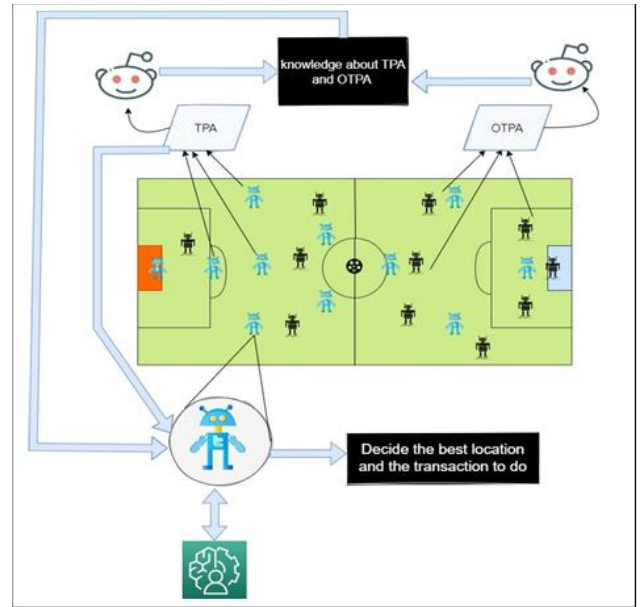 knowledge about TPA
and OTPA
TPA
OTPA
Decide the best location
and the transaction to do